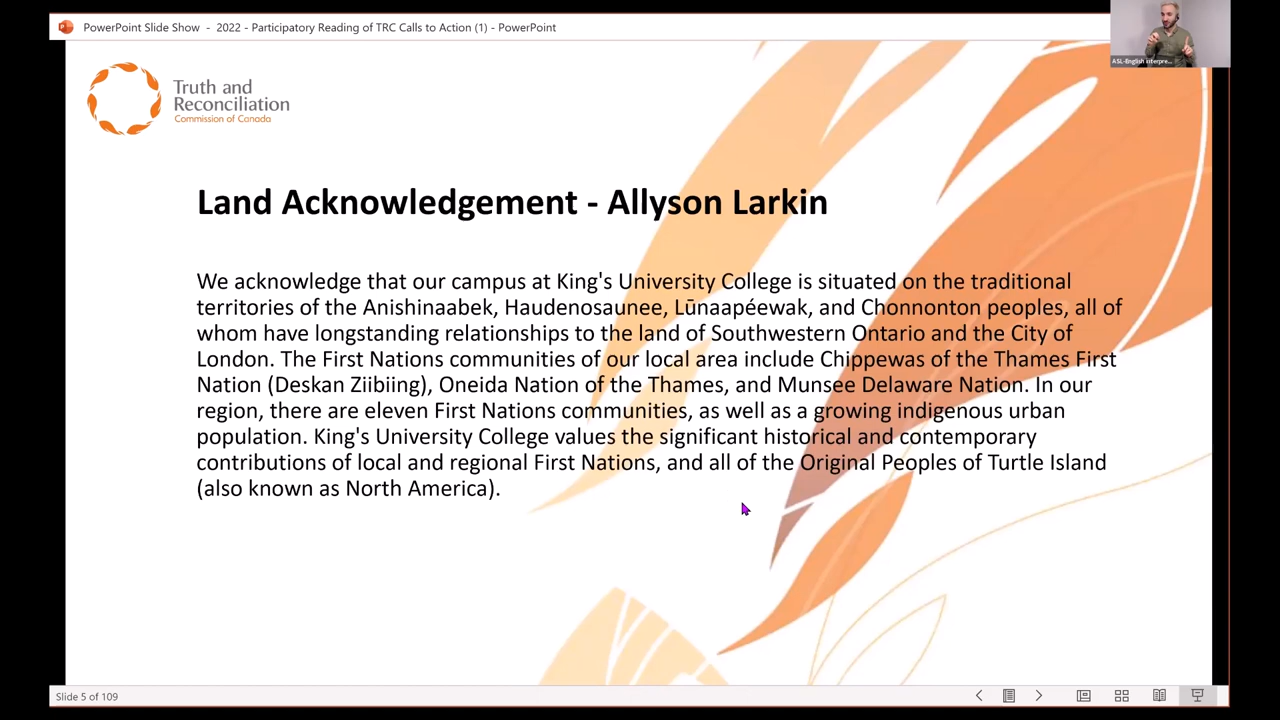 PowerPoint Slide Show - 2022 - Participatory Reading of TRC Calls to Action (1) - PowerPoint
ASL-English interpre...
Truth and
Reconciliation
Commission of Canada
Land Acknowledgement - Allyson Larkin
We acknowledge that our campus at King's University College is situated on the traditional
territories of the Anishinaabek, Haudenosaunee, Lūnaapéewak, and Chonnonton peoples, all of
whom have longstanding relationships to the land of Southwestern Ontario and the City of
London. The First Nations communities of our local area include Chippewas of the Thames First
Nation (Deskan Ziibiing), Oneida Nation of the Thames, and Munsee Delaware Nation. In our
region, there are eleven First Nations communities, as well as a growing indigenous urban
population. King's University College values the significant historical and contemporary
contributions of local and regional First Nations, and all of the Original Peoples of Turtle Island
(also known as North America).
Slide 5 of 109